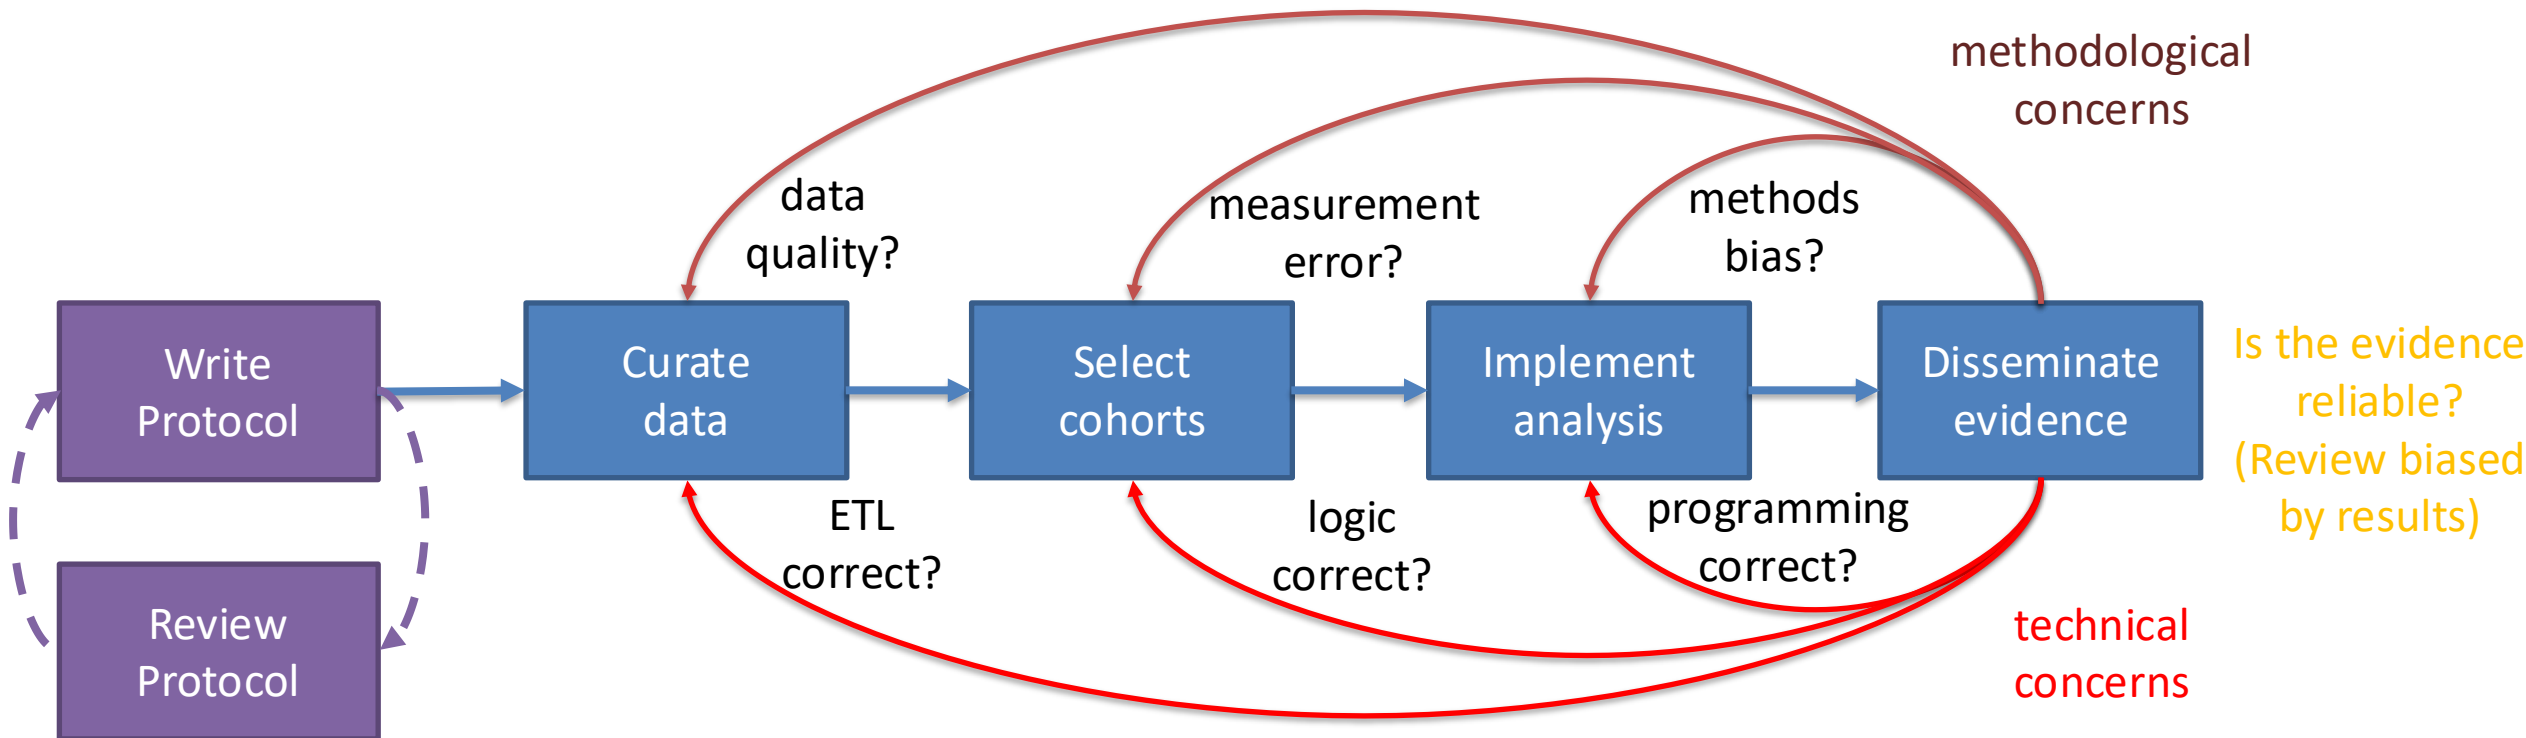 methodological
concerns
data
quality?
measurement
error?
methods
bias?
Write
Protocol
Curate
data
Select
cohorts
Implement
analysis
Disseminate
evidence
Is the evidence
reliable?
(Review biased
by results)
ETL
correct?
logic
correct?
programming
correct?
Review
Protocol
technical
concerns